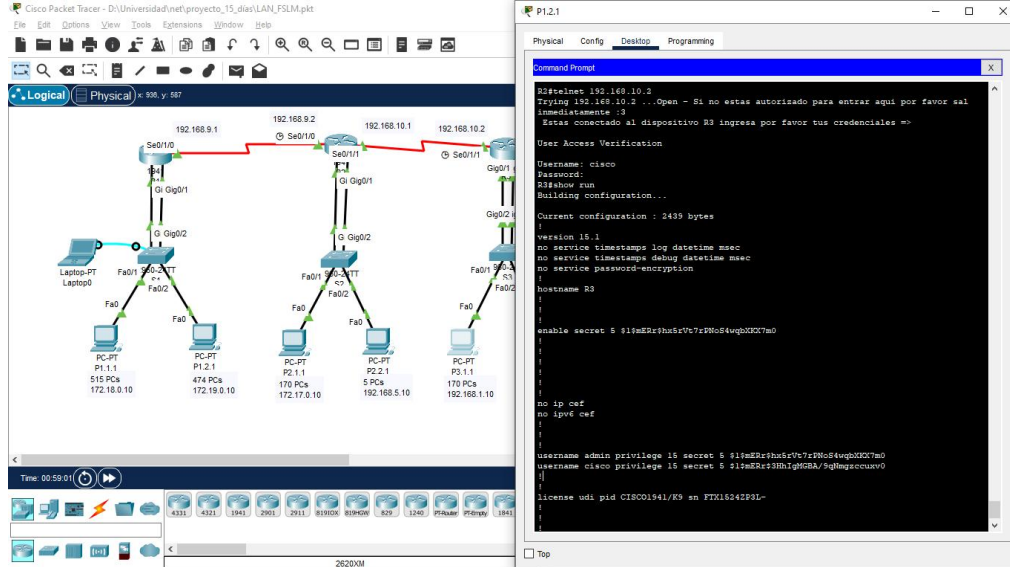 Cisco Packet Tracer - D:\Universidad\net\proyecto_15_dias\LAN_FSLM.pkt
File Edit Options View Tools Extensions Window Help
Logical
Physical
x: 936, y: 587
192.168.9.1
192.168.9.2
192.168.10.1
192.168.10.2
Se0/1/0
Se0/1/0
Se0/1/1
Se0/1/1
Gi Gig0/1
Gi Gig0/1
Gig0/1
G Gig0/2
G Gig0/2
Gig0/2
Laptop-PT
Laptop0
Fa0/1
Fa0/2
Fa0/1
Fa0/2
Fa0/1
Fa0/2
Fa0
Fa0
Fa0
Fa0
Fa0
PC-PT
P1.1.1
515 PCs
172.18.0.10
PC-PT
P1.2.1
474 PCs
172.19.0.10
PC-PT
P2.1.1
170 PCs
172.17.0.10
PC-PT
P2.2.1
5 PCs
192.168.5.10
PC-PT
P3.1.1
170 PCs
192.168.1.10
Time: 00:59:01
4331 4321 1941 2901 2911 819IOX 819HGW 829 1240 PT-Router PT-Empty 1841
2620XM
P1.2.1
Physical Config Desktop Programming
Command Prompt
X
R2#telnet 192.168.10.2
Trying 192.168.10.2 ...Open - Si no estas autorizado para entrar aqui por favor sal
inmediatamente :3
Estas conectado al dispositivo R3 ingresa por favor tus credenciales =>
User Access Verification
Username: cisco
Password:
R3#show run
Building configuration...
Current configuration : 2439 bytes
!
version 15.1
no service timestamps log datetime msec
no service timestamps debug datetime msec
no service password-encryption
!
hostname R3
!
!
!
enable secret 5 $1$mERr$hx5rVt7rPNoS4wqbXKX7m0
!
!
!
!
!
!
no ip cef
no ipv6 cef
!
!
!
username admin privilege 15 secret 5 $1$mERr$hx5rVt7rPNoS4wqbXKX7m0
username cisco privilege 15 secret 5 $1$mERr$3HhIgMGBA/9qNmgzccuxv0
!
!
license udi pid CISCO1941/K9 sn FTX1524ZP3L-
!
!
!
Top